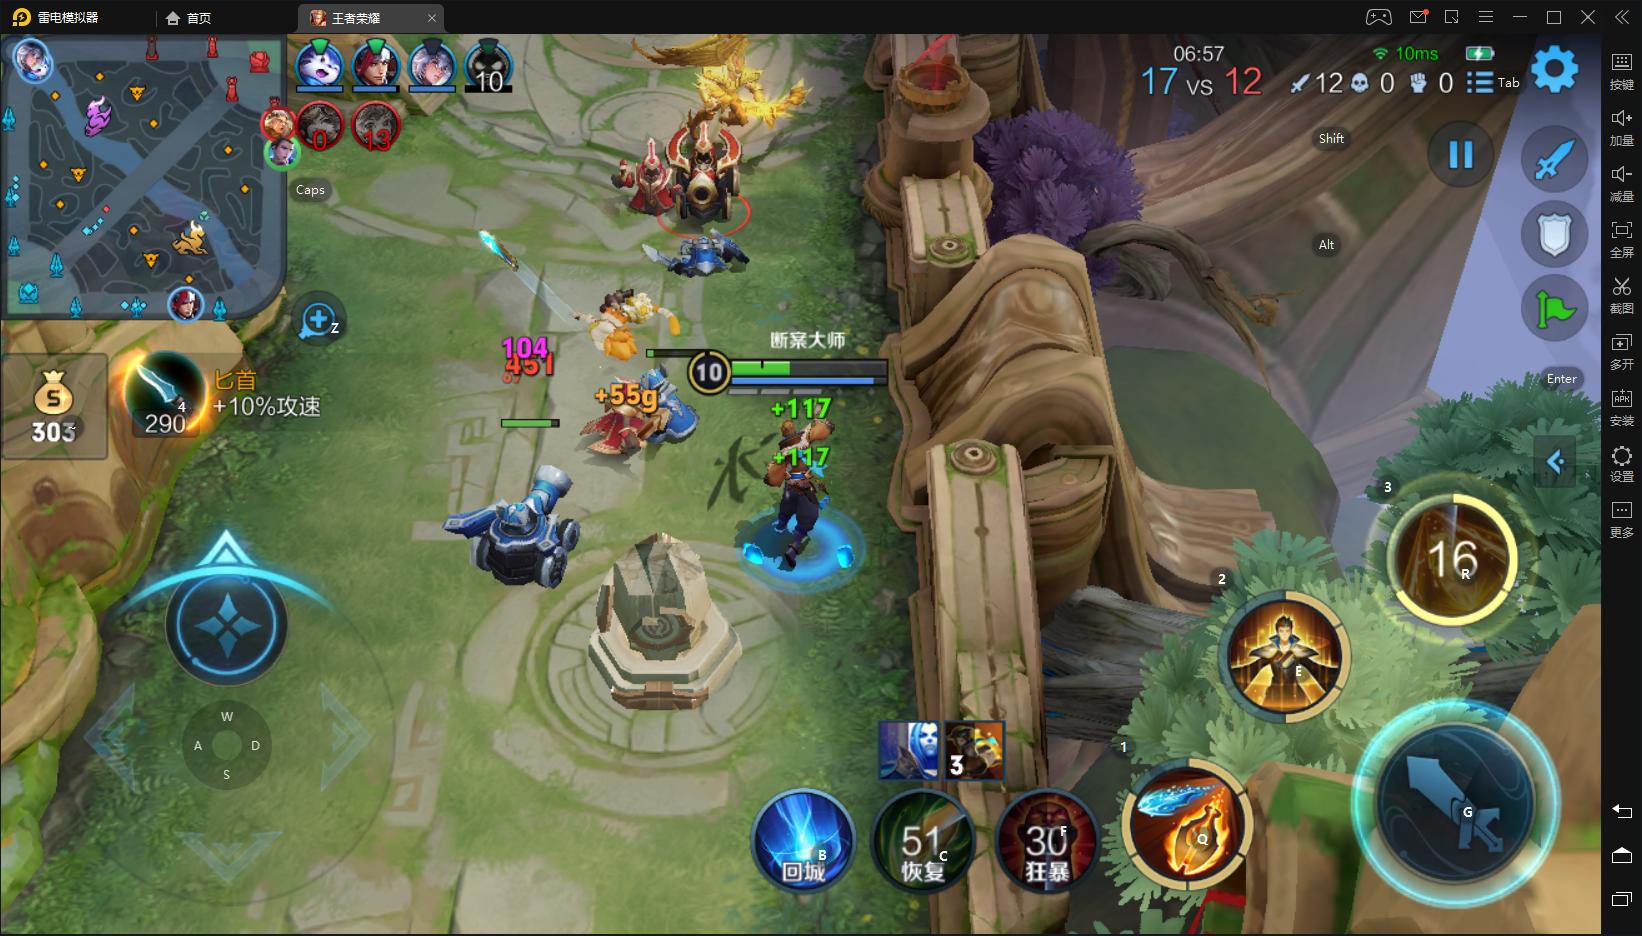 雷电模拟器
首页
王者荣耀
10
0
13
Caps
06:57
10ms
17 vs 12
12 0 0
Tab
Shift
Alt
Enter
Z
按键
加量
减量
全屏
截图
多开
安装
APK
设置
更多
S
303
匕首
+10%攻速
4
290
104
451
+55g
10
断案大师
+117
+117
W
A D
S
3
16
R
2
E
1
Q
G
3
B
回城
51
C
恢复
30
F
狂暴